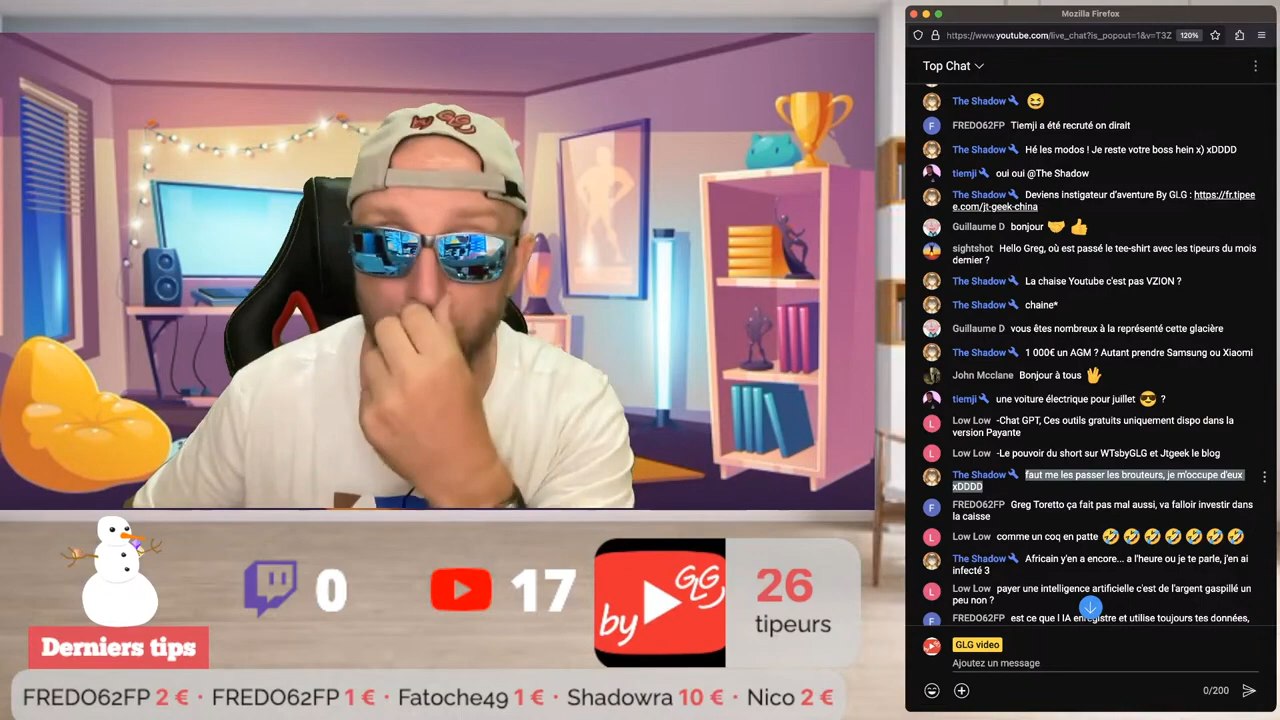 by GLG
Mozilla Firefox
https://www.youtube.com/live_chat?is_popout=1&v=T3Z
120%
Top Chat
The Shadow 😆
F
FREDO62FP Tiemji a été recruté on dirait
The Shadow Hé les modos ! Je reste votre boss hein x) xDDDD
tiemji oui oui @The Shadow
The Shadow Deviens instigateur d'aventure By GLG : https://fr.tipee
e.com/jt-geek-china
Guillaume D bonjour 🤝 👍
sightshot Hello Greg, où est passé le tee-shirt avec les tipeurs du mois
dernier ?
The Shadow La chaise Youtube c'est pas VZION ?
The Shadow chaine*
Guillaume D vous êtes nombreux à la représenté cette glacière
The Shadow 1 000€ un AGM ? Autant prendre Samsung ou Xiaomi
John Mcclane Bonjour à tous 🖖
tiemji une voiture électrique pour juillet 😎 ?
L
Low Low -Chat GPT, Ces outils gratuits uniquement dispo dans la
version Payante
L
Low Low -Le pouvoir du short sur WTsbyGLG et Jtgeek le blog
The Shadow faut me les passer les brouteurs, je m'occupe d'eux
xDDDD
F
FREDO62FP Greg Toretto ça fait pas mal aussi, va falloir investir dans
la caisse
L
Low Low comme un coq en patte 🤣🤣🤣🤣🤣🤣🤣
The Shadow Africain y'en a encore... a l'heure ou je te parle, j'en ai
infecté 3
L
Low Low payer une intelligence artificielle c'est de l'argent gaspillé un
peu non ?
F
FREDO62FP est ce que l IA enregistre et utilise toujours tes données,
GLG video
Ajoutez un message
0/200
0
17
by GLG
26
tipeurs
Derniers tips
FREDO62FP 2 € · FREDO62FP 1 € · Fatoche49 1 € · Shadowra 10 € · Nico 2 €